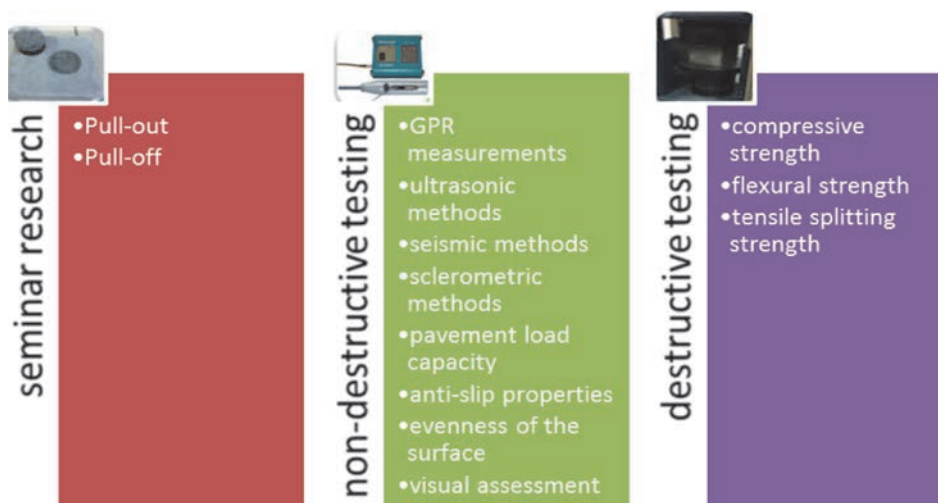 seminar research
•Pull-out
•Pull-off
non-destructive testing
•GPR
measurements
•ultrasonic
methods
•seismic methods
•sclerometric
methods
•pavement load
capacity
•anti-slip properties
•evenness of the
surface
•visual assessment
destructive testing
•compressive
strength
•flexural strength
•tensile splitting
strength